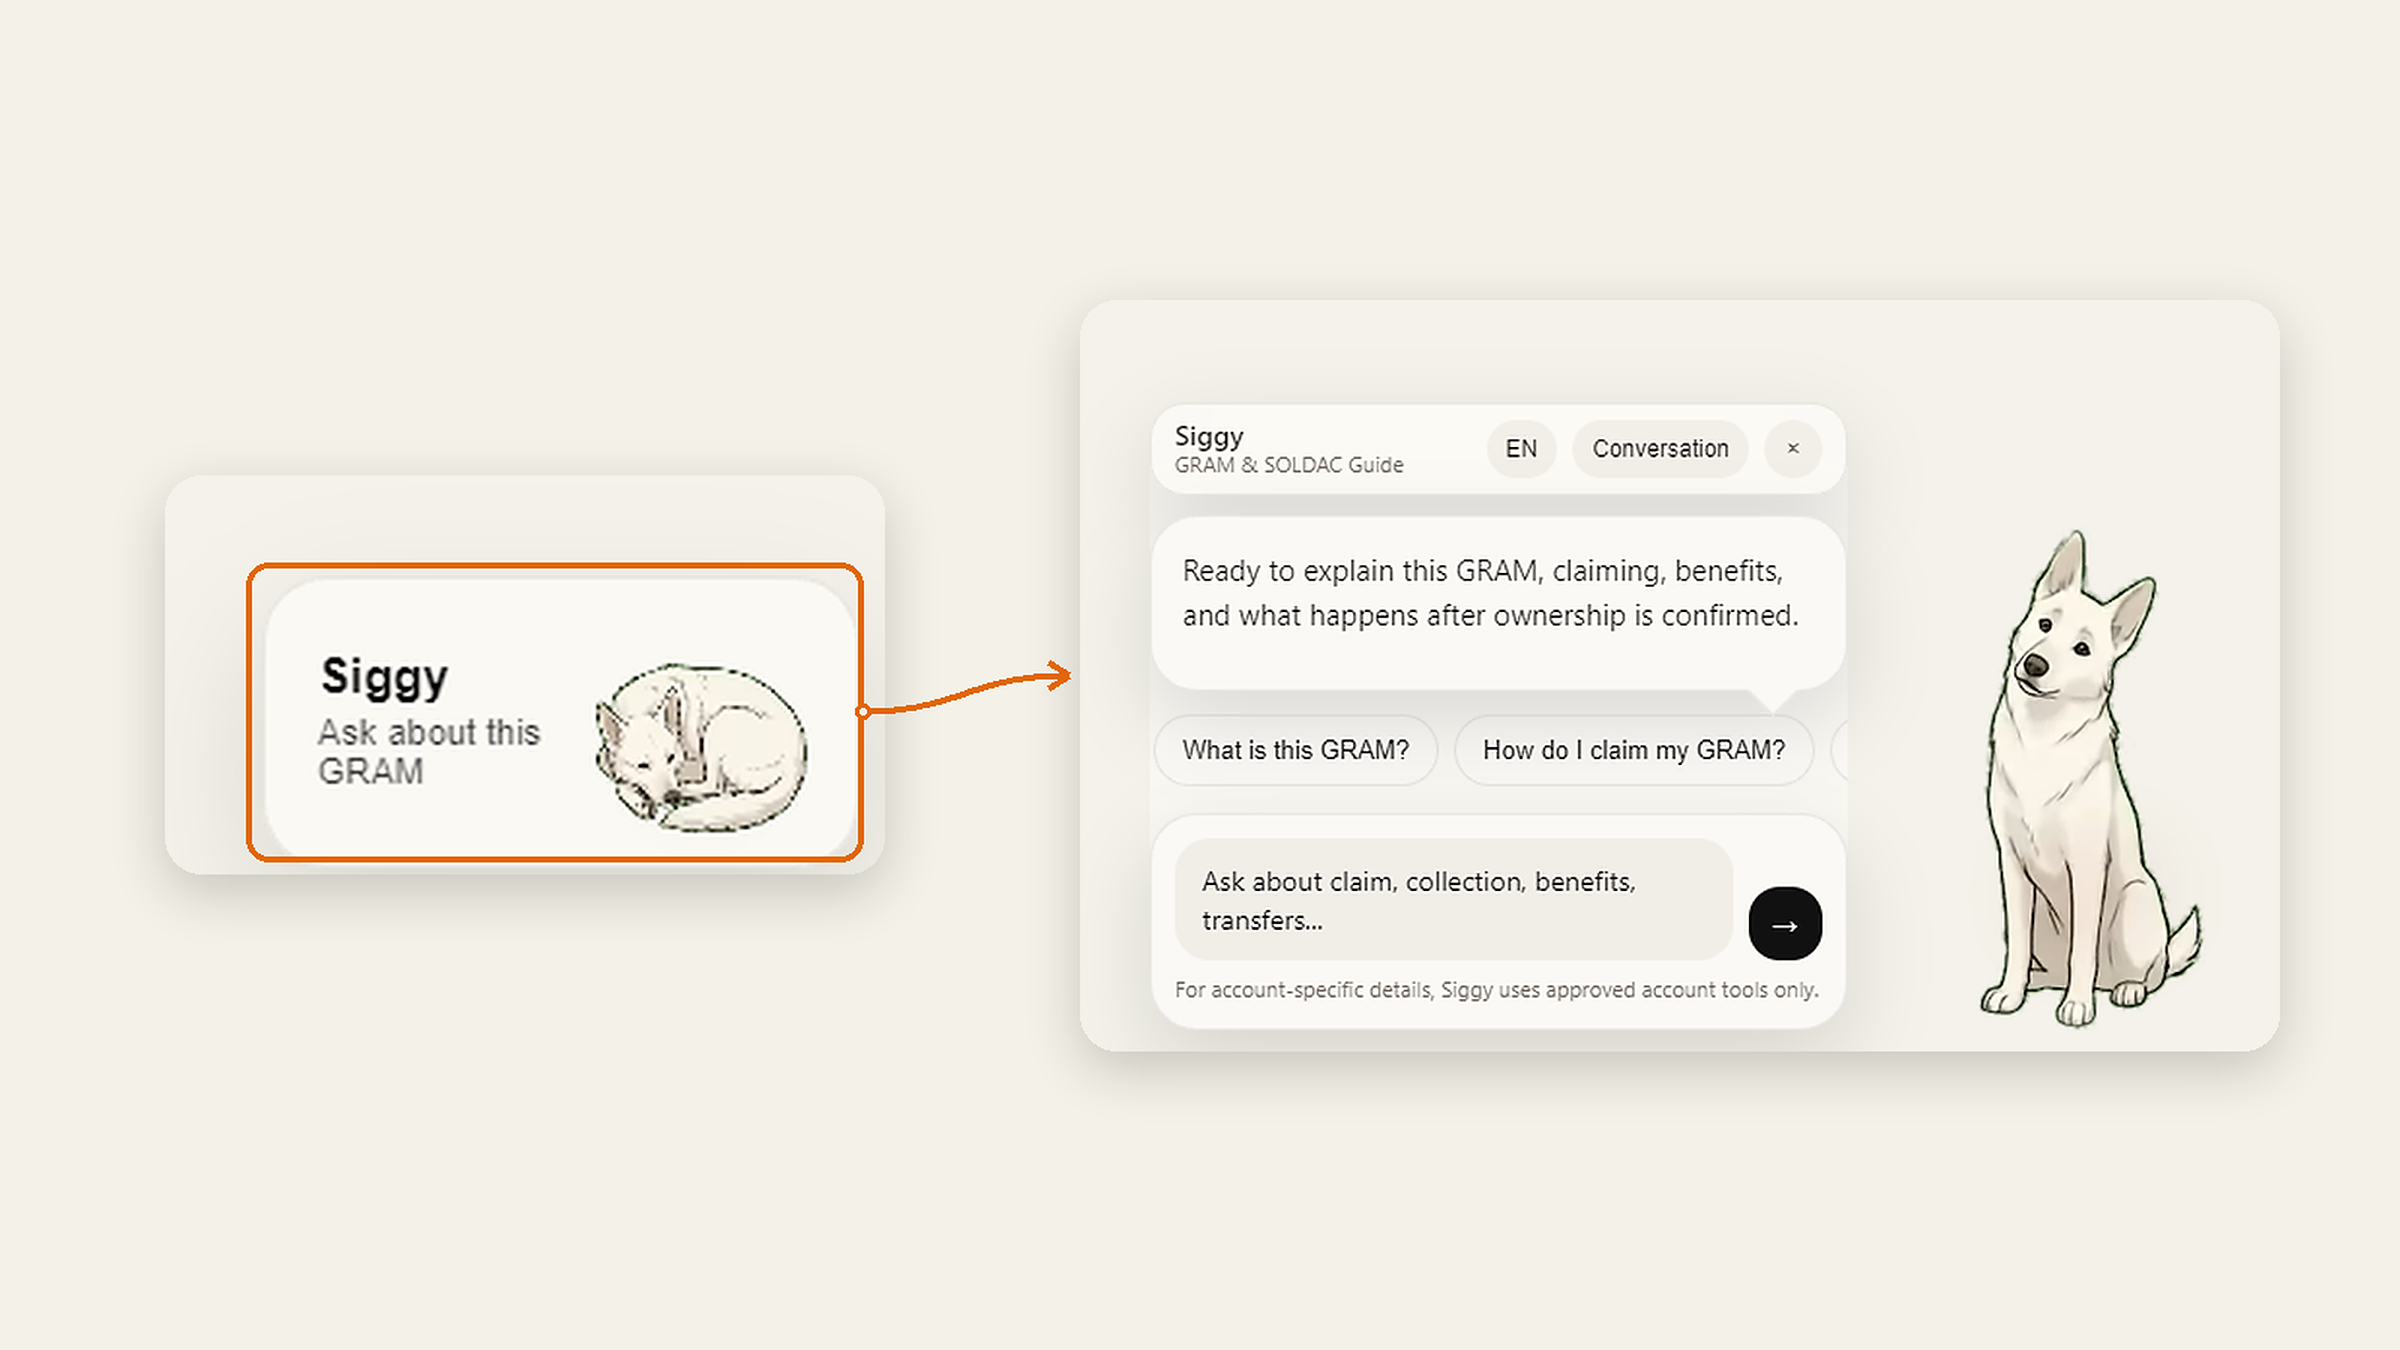 Siggy
Ask about this
GRAM
Siggy
GRAM & SOLDAC Guide
EN
Conversation
×
Ready to explain this GRAM, claiming, benefits,
and what happens after ownership is confirmed.
What is this GRAM?
How do I claim my GRAM?
Ask about claim, collection, benefits,
transfers...
→
For account-specific details, Siggy uses approved account tools only.